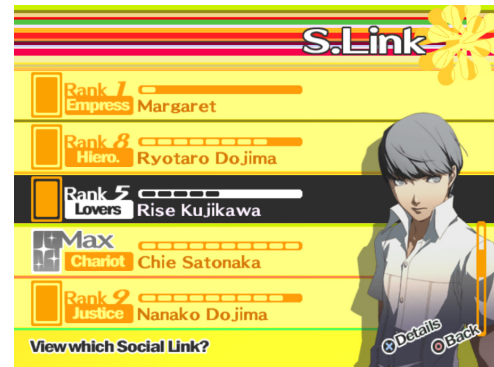 S.Link
Rank 1
Empress Margaret
Rank 8
Hiero. Ryotaro Dojima
Rank 5
Lovers Rise Kujikawa
Max
Chariot Chie Satonaka
Rank 9
Justice Nanako Dojima
View which Social Link?
Details
Back